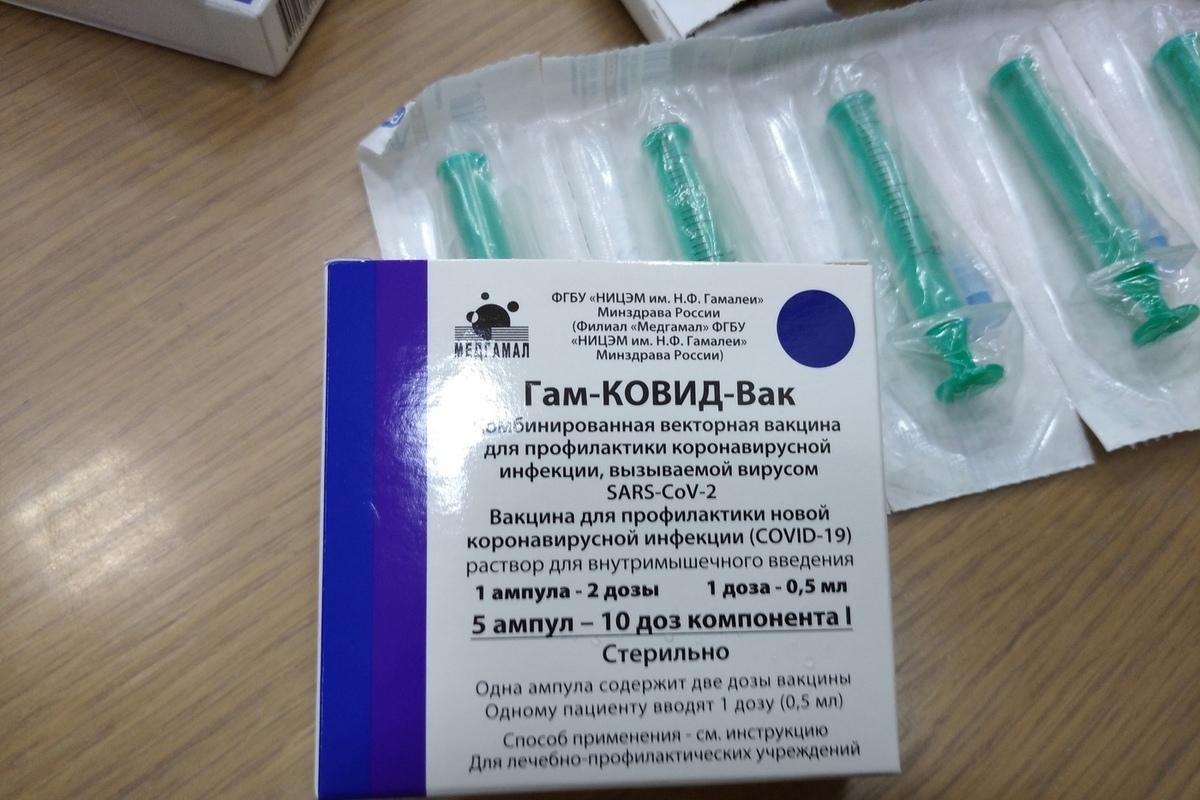 МЕДГАМАЛ
ФГБУ «НИЦЭМ им. Н.Ф. Гамалеи»
Минздрава России
(Филиал «Медгамал» ФГБУ
«НИЦЭМ им. Н.Ф. Гамалеи»
Минздрава России)
Гам-КОВИД-Вак
комбинированная векторная вакцина
для профилактики коронавирусной
инфекции, вызываемой вирусом
SARS-CoV-2
Вакцина для профилактики новой
коронавирусной инфекции (COVID-19)
раствор для внутримышечного введения
1 ампула - 2 дозы 1 доза - 0,5 мл
5 ампул – 10 доз компонента I
Стерильно
Одна ампула содержит две дозы вакцины
Одному пациенту вводят 1 дозу (0,5 мл)
Способ применения - см. инструкцию
Для лечебно-профилактических учреждений